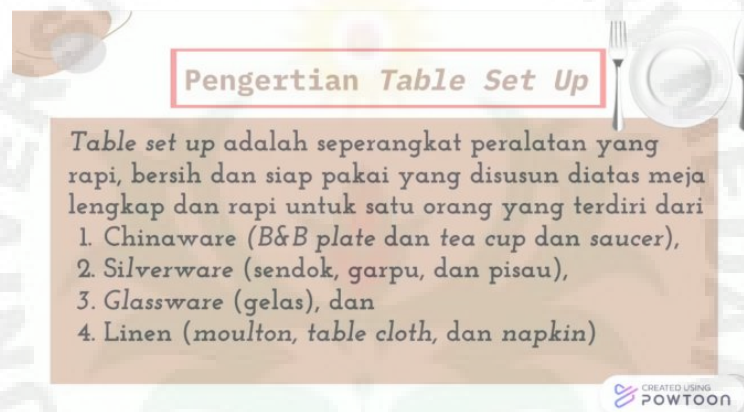 Pengertian Table Set Up
Table set up adalah seperangkat peralatan yang
rapi, bersih dan siap pakai yang disusun diatas meja
lengkap dan rapi untuk satu orang yang terdiri dari
1. Chinaware (B&B plate dan tea cup dan saucer),
2. Silverware (sendok, garpu, dan pisau),
3. Glassware (gelas), dan
4. Linen (moulton, table cloth, dan napkin)
CREATED USING
POWTOON